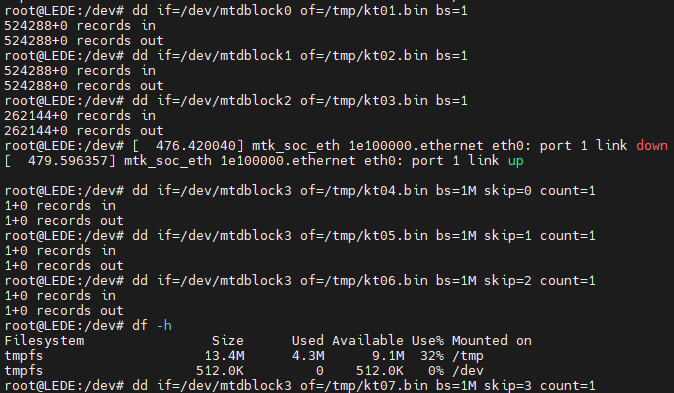 root@LEDE:/dev# dd if=/dev/mtdblock0 of=/tmp/kt01.bin bs=1
524288+0 records in
524288+0 records out
root@LEDE:/dev# dd if=/dev/mtdblock1 of=/tmp/kt02.bin bs=1
524288+0 records in
524288+0 records out
root@LEDE:/dev# dd if=/dev/mtdblock2 of=/tmp/kt03.bin bs=1
262144+0 records in
262144+0 records out
root@LEDE:/dev# [  476.420040] mtk_soc_eth 1e100000.ethernet eth0: port 1 link down
[  479.596357] mtk_soc_eth 1e100000.ethernet eth0: port 1 link up
root@LEDE:/dev# dd if=/dev/mtdblock3 of=/tmp/kt04.bin bs=1M skip=0 count=1
1+0 records in
1+0 records out
root@LEDE:/dev# dd if=/dev/mtdblock3 of=/tmp/kt05.bin bs=1M skip=1 count=1
1+0 records in
1+0 records out
root@LEDE:/dev# dd if=/dev/mtdblock3 of=/tmp/kt06.bin bs=1M skip=2 count=1
1+0 records in
1+0 records out
root@LEDE:/dev# df -h
Filesystem                Size      Used Available Use% Mounted on
tmpfs                    13.4M      4.3M      9.1M  32% /tmp
tmpfs                   512.0K         0    512.0K   0% /dev
root@LEDE:/dev# dd if=/dev/mtdblock3 of=/tmp/kt07.bin bs=1M skip=3 count=1